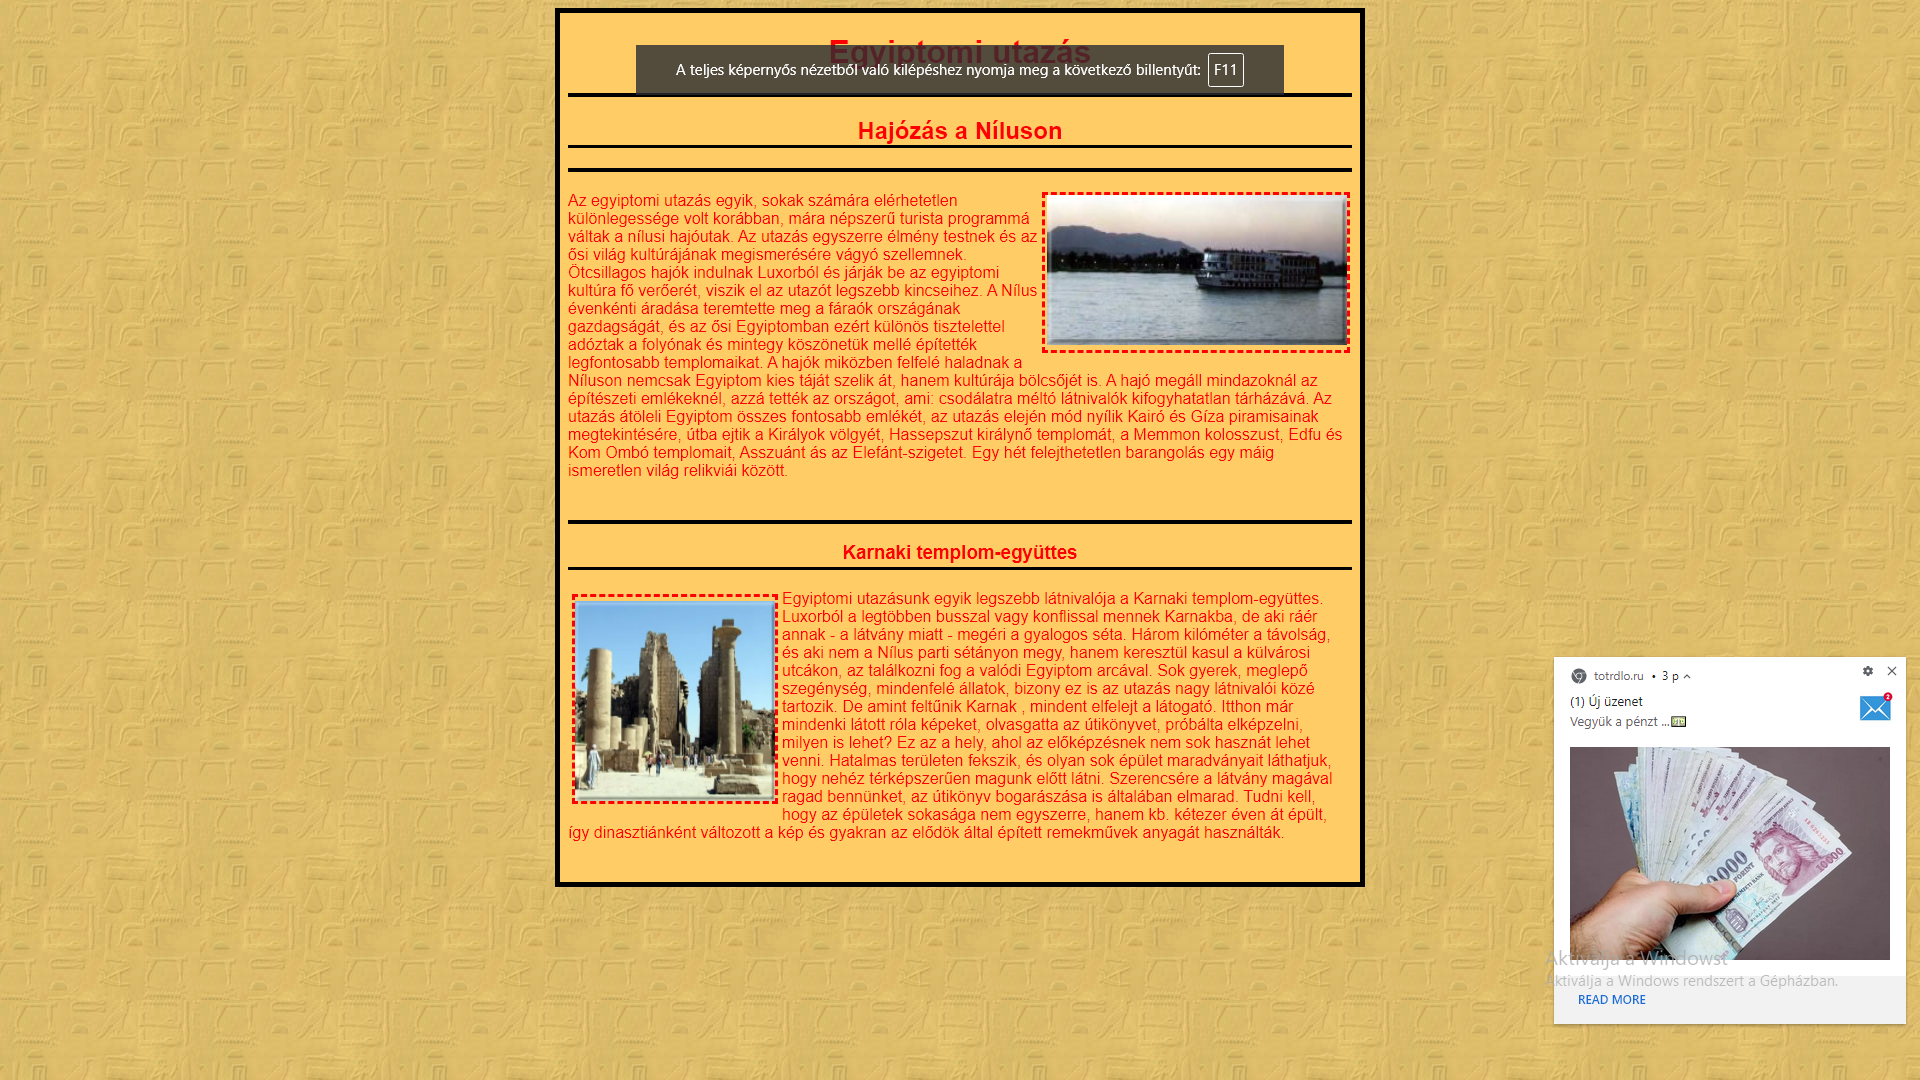 Egyiptomi utazás
A teljes képernyős nézetből való kilépéshez nyomja meg a következő billentyűt: F11
Hajózás a Níluson
Az egyiptomi utazás egyik, sokak számára elérhetetlen
különlegessége volt korábban, mára népszerű turista programmá
váltak a nílusi hajóutak. Az utazás egyszerre élmény testnek és az
ősi világ kultúrájának megismerésére vágyó szellemnek.
Ötcsillagos hajók indulnak Luxorból és járják be az egyiptomi
kultúra fő verőerét, viszik el az utazót legszebb kincseihez. A Nílus
évenkénti áradása teremtette meg a fáraók országának
gazdagságát, és az ősi Egyiptomban ezért különös tisztelettel
adóztak a folyónak és mintegy köszönetük mellé építették
legfontosabb templomaikat. A hajók miközben felfelé haladnak a
Níluson nemcsak Egyiptom kies táját szelik át, hanem kultúrája bölcsőjét is. A hajó megáll mindazoknál az
építészeti emlékeknél, azzá tették az országot, ami: csodálatra méltó látnivalók kifogyhatatlan tárházává. Az
utazás átöleli Egyiptom összes fontosabb emlékét, az utazás elején mód nyílik Kairó és Gíza piramisainak
megtekintésére, útba ejtik a Királyok völgyét, Hassepszut királynő templomát, a Memmon kolosszust, Edfu és
Kom Ombó templomait, Asszuánt ás az Elefánt-szigetet. Egy hét felejthetetlen barangolás egy máig
ismeretlen világ relikviái között.
Karnaki templom-együttes
Egyiptomi utazásunk egyik legszebb látnivalója a Karnaki templom-együttes.
Luxorból a legtöbben busszal vagy konflissal mennek Karnakba, de aki ráér
annak - a látvány miatt - megéri a gyalogos séta. Három kilóméter a távolság,
és aki nem a Nílus parti sétányon megy, hanem keresztül kasul a külvárosi
utcákon, az találkozni fog a valódi Egyiptom arcával. Sok gyerek, meglepő
szegénység, mindenfelé állatok, bizony ez is az utazás nagy látnivalói közé
tartozik. De amint feltűnik Karnak , mindent elfelejt a látogató. Itthon már
mindenki látott róla képeket, olvasgatta az útikönyvet, próbálta elképzelni,
milyen is lehet? Ez az a hely, ahol az előképzésnek nem sok hasznát lehet
venni. Hatalmas területen fekszik, és olyan sok épület maradványait láthatjuk,
hogy nehéz térképszerűen magunk előtt látni. Szerencsére a látvány magával
ragad bennünket, az útikönyv bogarászása is általában elmarad. Tudni kell,
hogy az épületek sokasága nem egyszerre, hanem kb. kétezer éven át épült,
így dinasztiánként változott a kép és gyakran az elődök által épített remekművek anyagát használták.
totrdlo.ru • 3 p
(1) Új üzenet
Vegyük a pénzt ...
2
10000
FORINT
10000
Aktiválja a Windowst
Aktiválja a Windows rendszert a Gépházban.
READ MORE